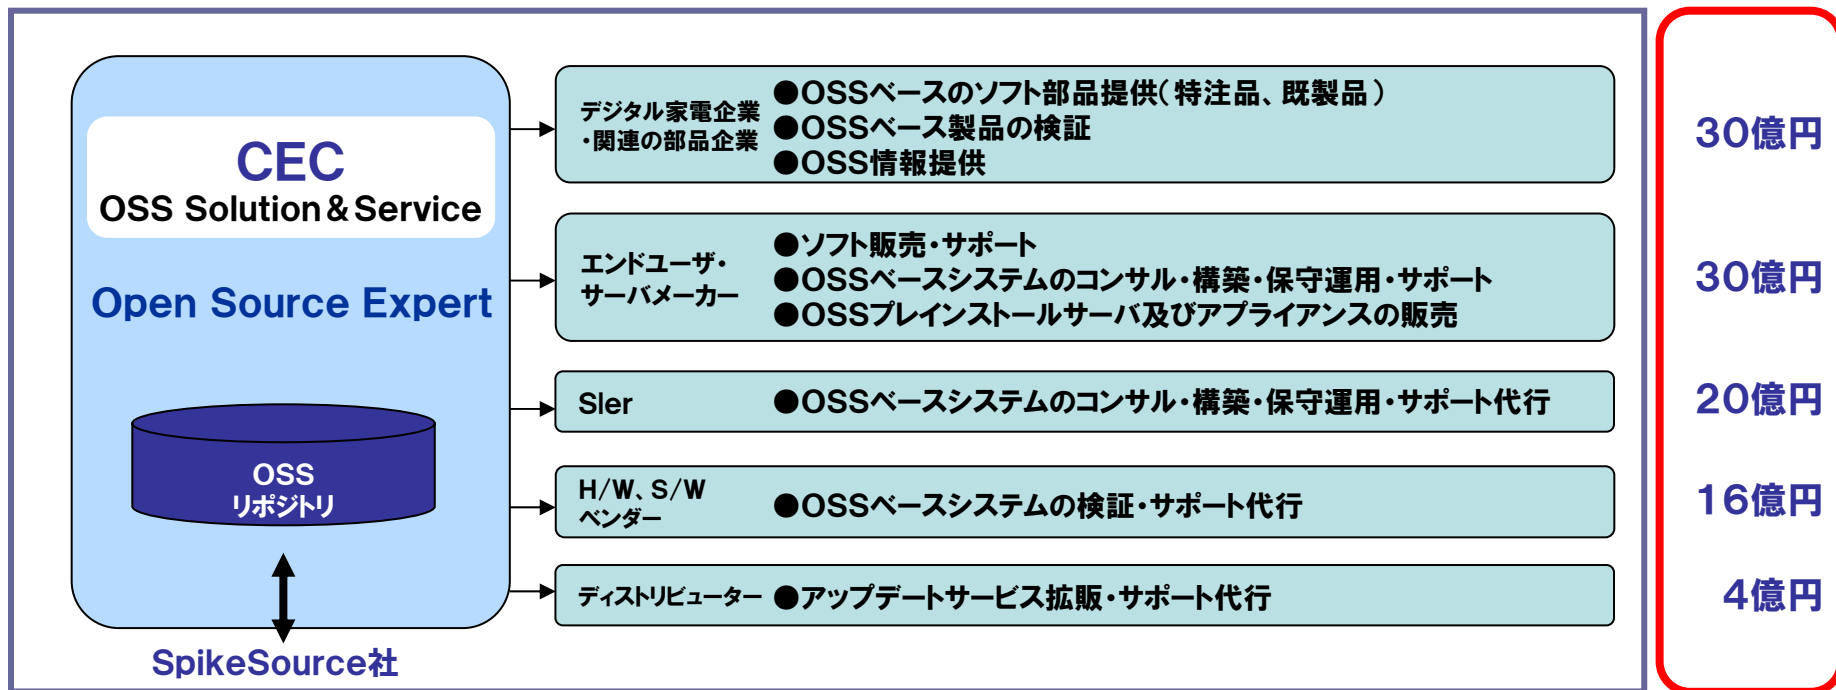 CEC
OSS Solution&Service
Open Source Expert
OSS
リポジトリ
SpikeSource社
デジタル家電企業
・関連の部品企業
●OSSベースのソフト部品提供(特注品、既製品)
●OSSベース製品の検証
●OSS情報提供
30億円
エンドユーザ・
サーバメーカー
●ソフト販売・サポート
●OSSベースシステムのコンサル・構築・保守運用・サポート
●OSSプレインストールサーバ及びアプライアンスの販売
30億円
SIer
●OSSベースシステムのコンサル・構築・保守運用・サポート代行
20億円
H/W、S/W
ベンダー
●OSSベースシステムの検証・サポート代行
16億円
ディストリビューター
●アップデートサービス拡販・サポート代行
4億円